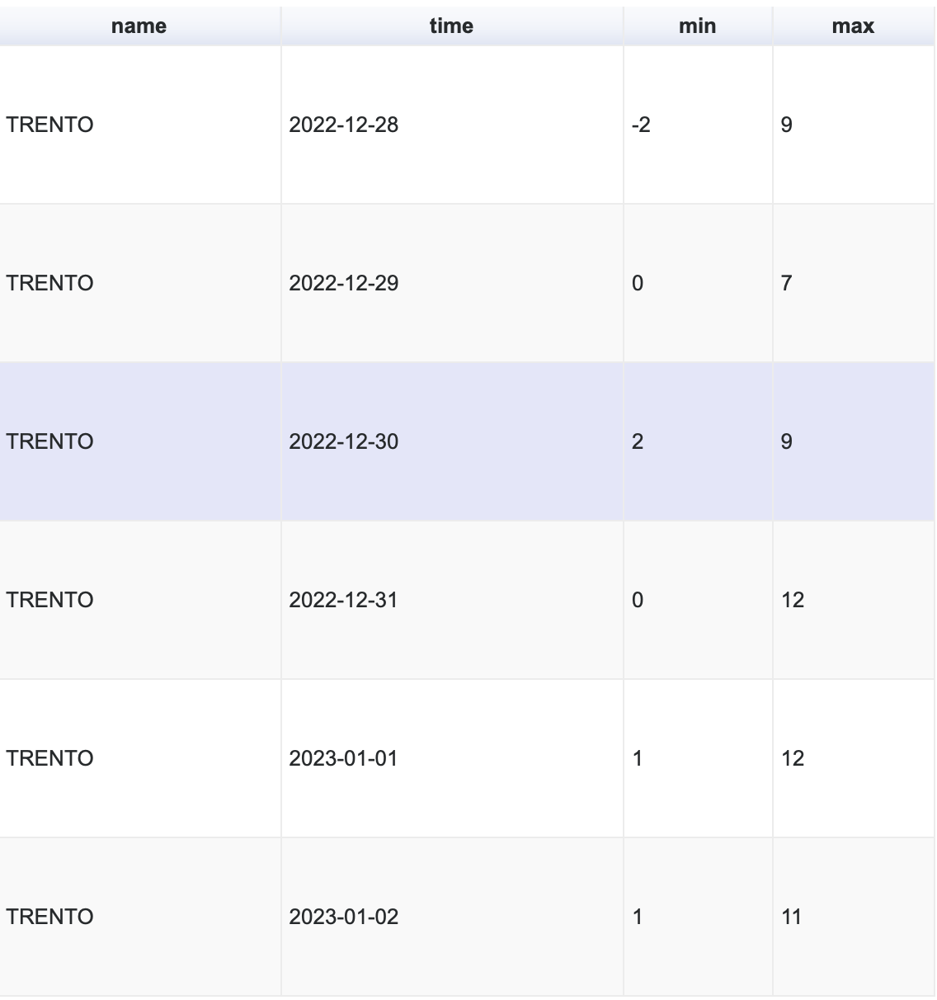 name time min max
TRENTO 2022-12-28 -2 9
TRENTO 2022-12-29 0 7
TRENTO 2022-12-30 2 9
TRENTO 2022-12-31 0 12
TRENTO 2023-01-01 1 12
TRENTO 2023-01-02 1 11